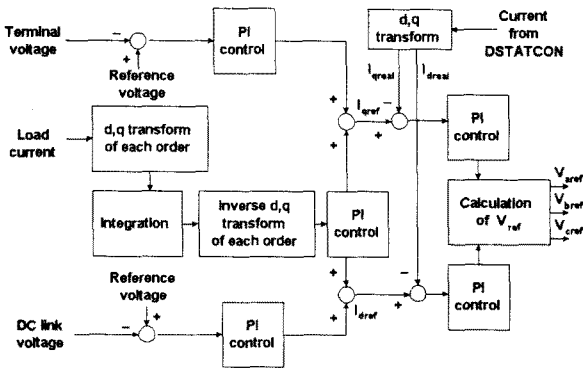 Terminal
voltage
−
+
Reference
voltage
PI
control
d,q
transform
Current
from
DSTATCON
Iqreal
Idreal
+
+
Iqref
−
+
PI
control
Load
current
d,q transform
of each order
Integration
Inverse d,q
transform
of each order
PI
control
Calculation
of Vref
Varef
Vbref
Vcref
Reference
voltage
+
−
DC link
voltage
PI
control
+
+
Idref
−
+
PI
control